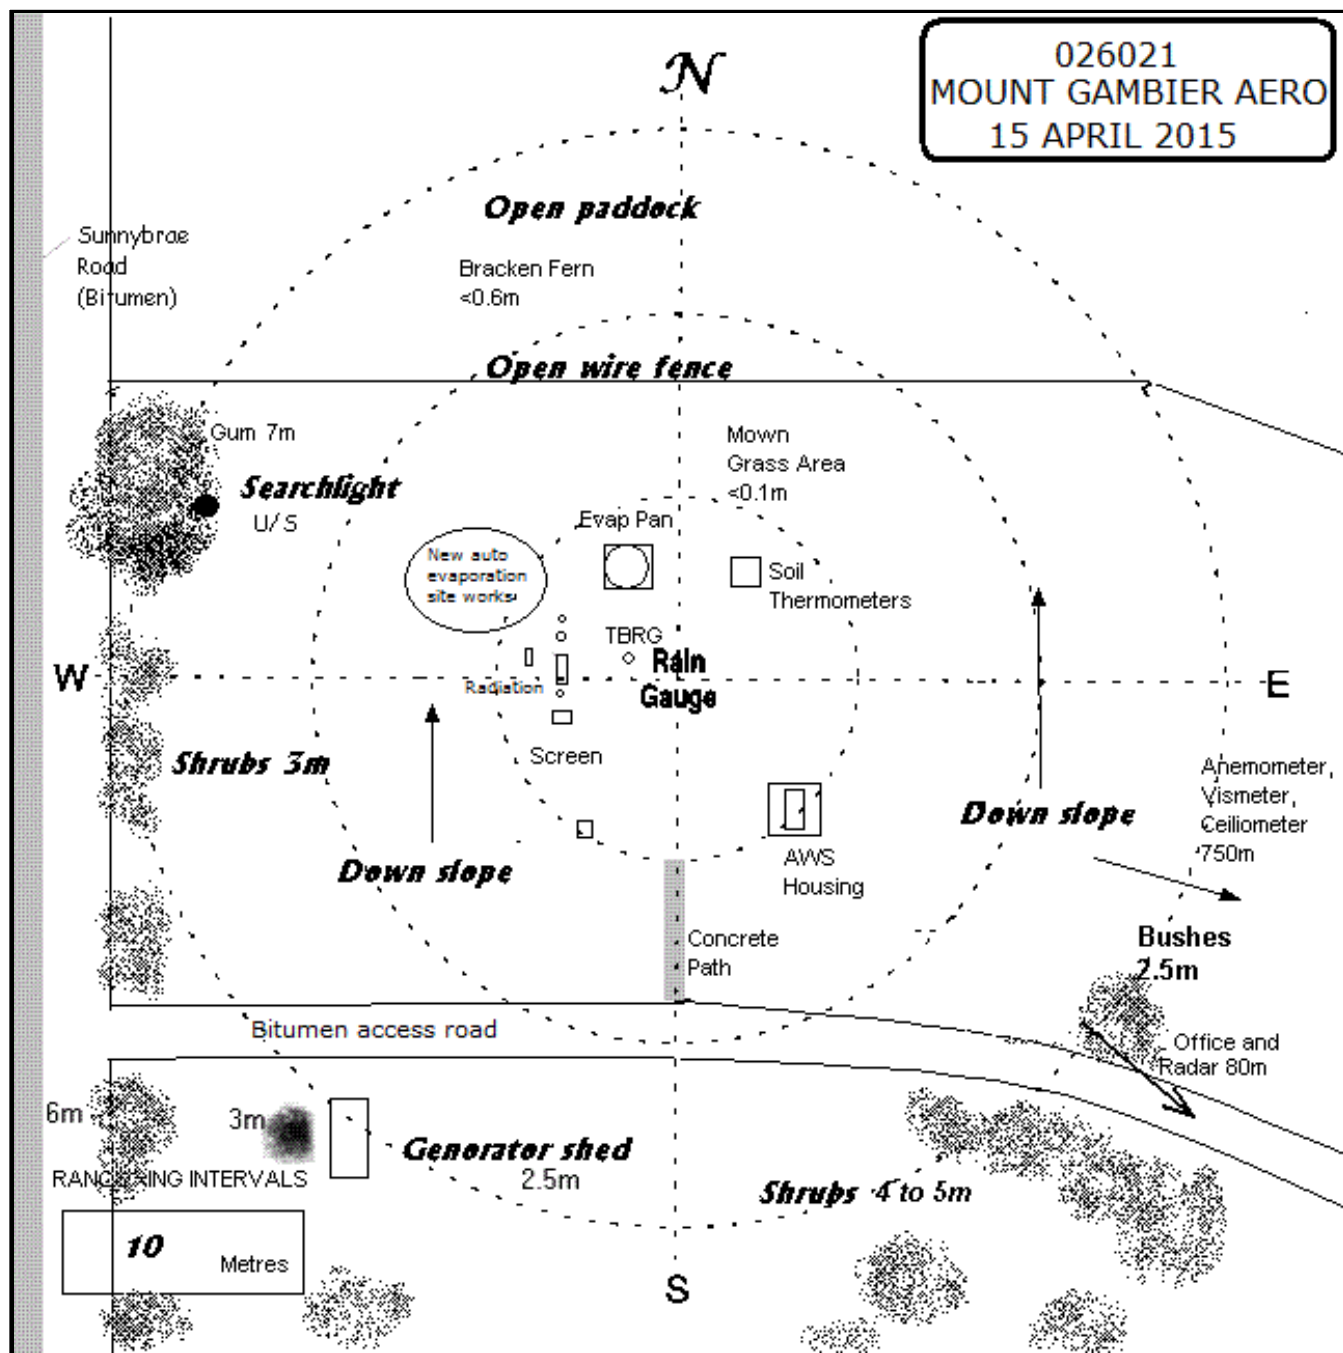 026021
MOUNT GAMBIER AERO
15 APRIL 2015
N
Open paddock
Sunnybrae
Road
(Bitumen)
Bracken Fern
<0.6m
Open wire fence
Gum 7m
Mown
Grass Area
<0.1m
Searchlight
U/S
Evap Pan
New auto
evaporation
site works
Soil
Thermometers
TBRG
Rain
Gauge
W
E
Radiation
Screen
Shrubs 3m
Anemometer,
Vismeter,
Ceiliometer
750m
Down slope
Down slope
AWS
Housing
Concrete
Path
Bushes
2.5m
Bitumen access road
Office and
Radar 80m
6m
3m
Generator shed
2.5m
INTERVALS
Shrubs 4 to 5m
10
Metres
S